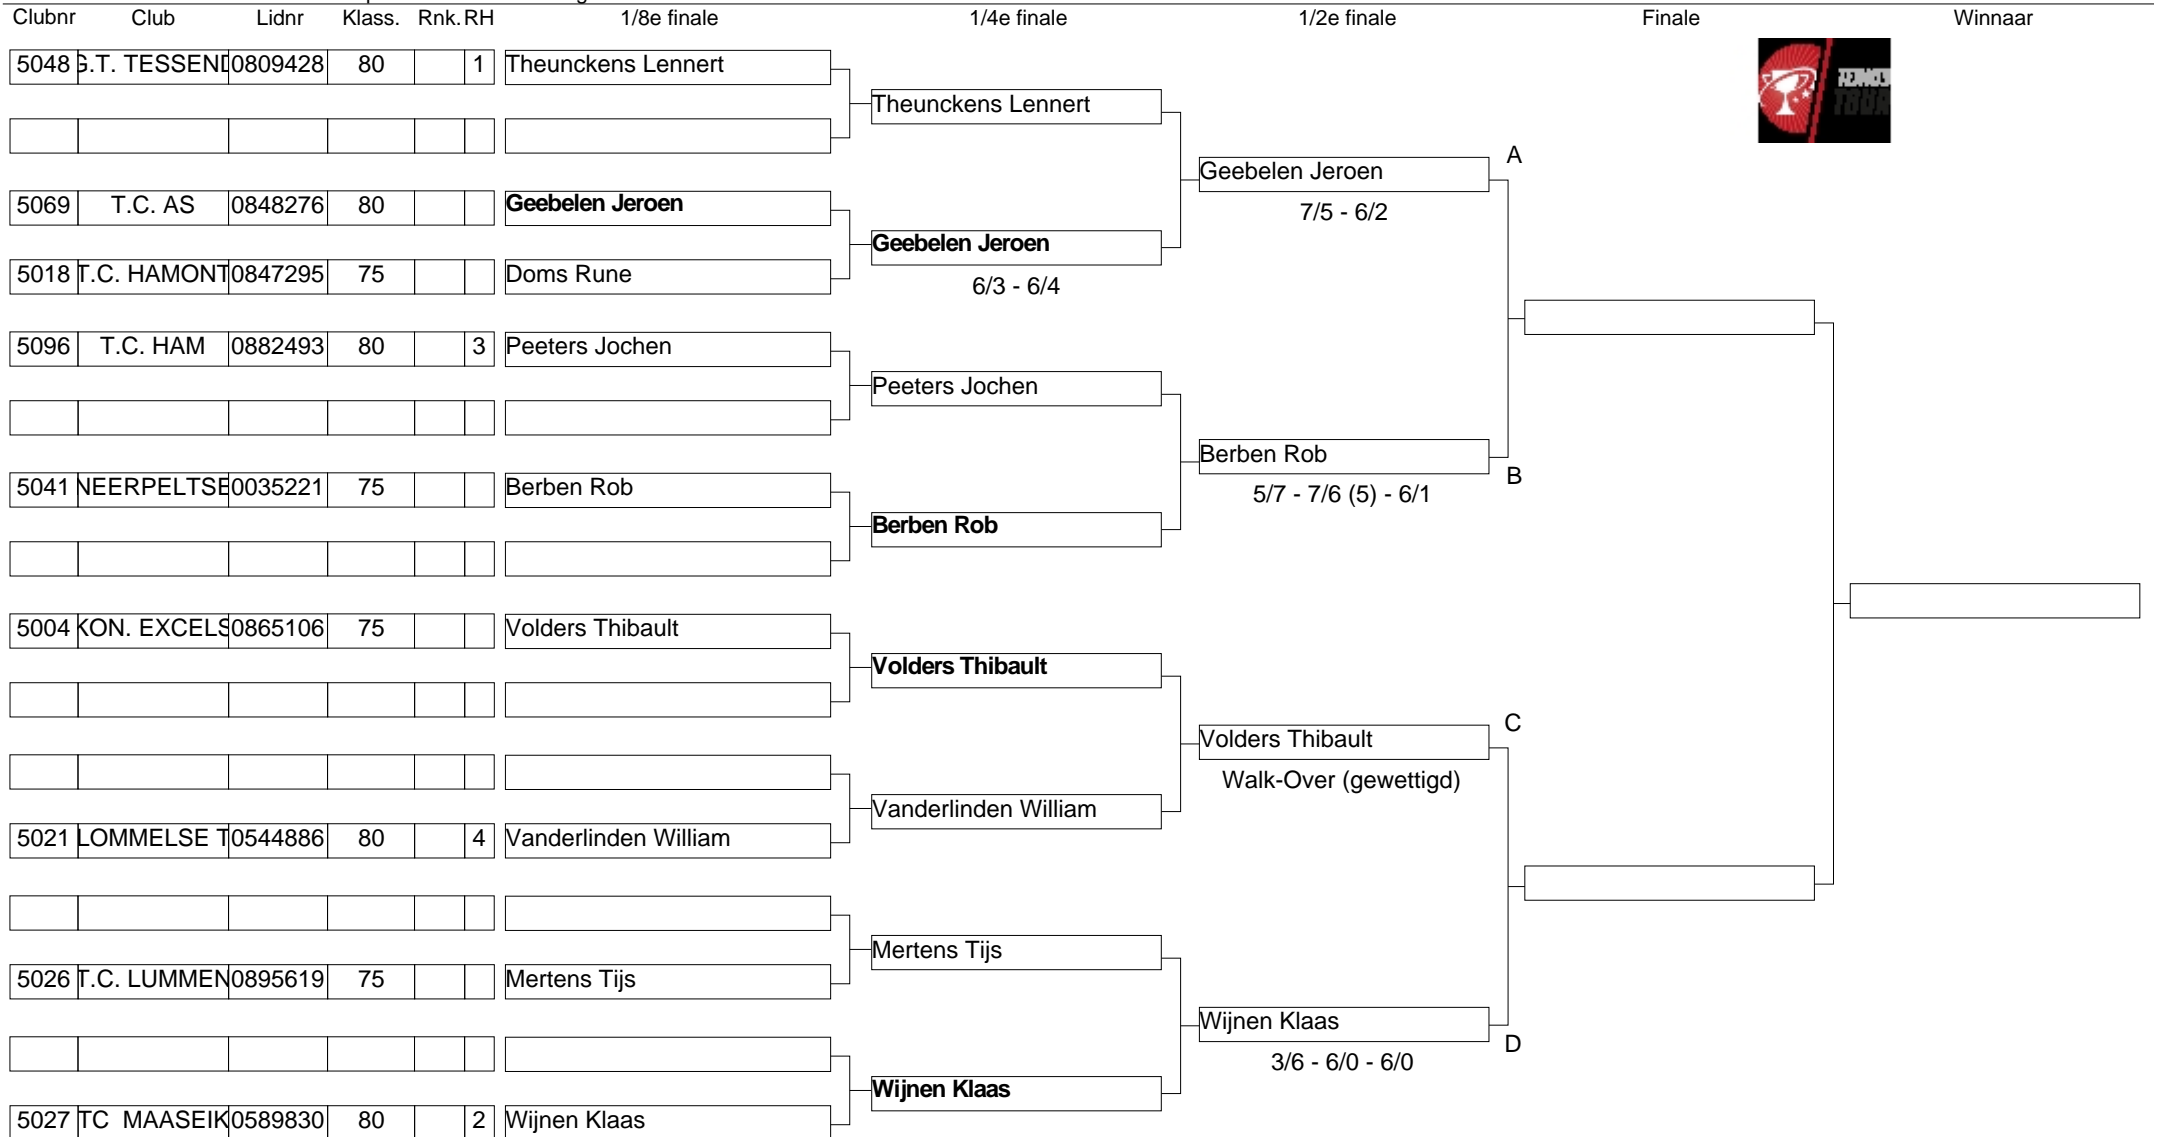 Clubnr Club Lidnr Klass. Rnk. RH 1/8e finale 1/4e finale 1/2e finale Finale Winnaar
5048 G.T. TESSEND 0809428 80 1 Theunckens Lennert
Theunckens Lennert
Geebelen Jeroen A
7/5 - 6/2
5069 T.C. AS 0848276 80 Geebelen Jeroen
Geebelen Jeroen
6/3 - 6/4
5018 T.C. HAMONT 0847295 75 Doms Rune
5096 T.C. HAM 0882493 80 3 Peeters Jochen
Peeters Jochen
Berben Rob B
5/7 - 7/6 (5) - 6/1
5041 NEERPELTSE 0035221 75 Berben Rob
Berben Rob
5004 KON. EXCELS 0865106 75 Volders Thibault
Volders Thibault
Volders Thibault C
Walk-Over (gewettigd)
Vanderlinden William
5021 LOMMELSE T 0544886 80 4 Vanderlinden William
Mertens Tijs
5026 T.C. LUMMEN 0895619 75 Mertens Tijs
Wijnen Klaas D
3/6 - 6/0 - 6/0
Wijnen Klaas
5027 TC MAASEIK 0589830 80 2 Wijnen Klaas